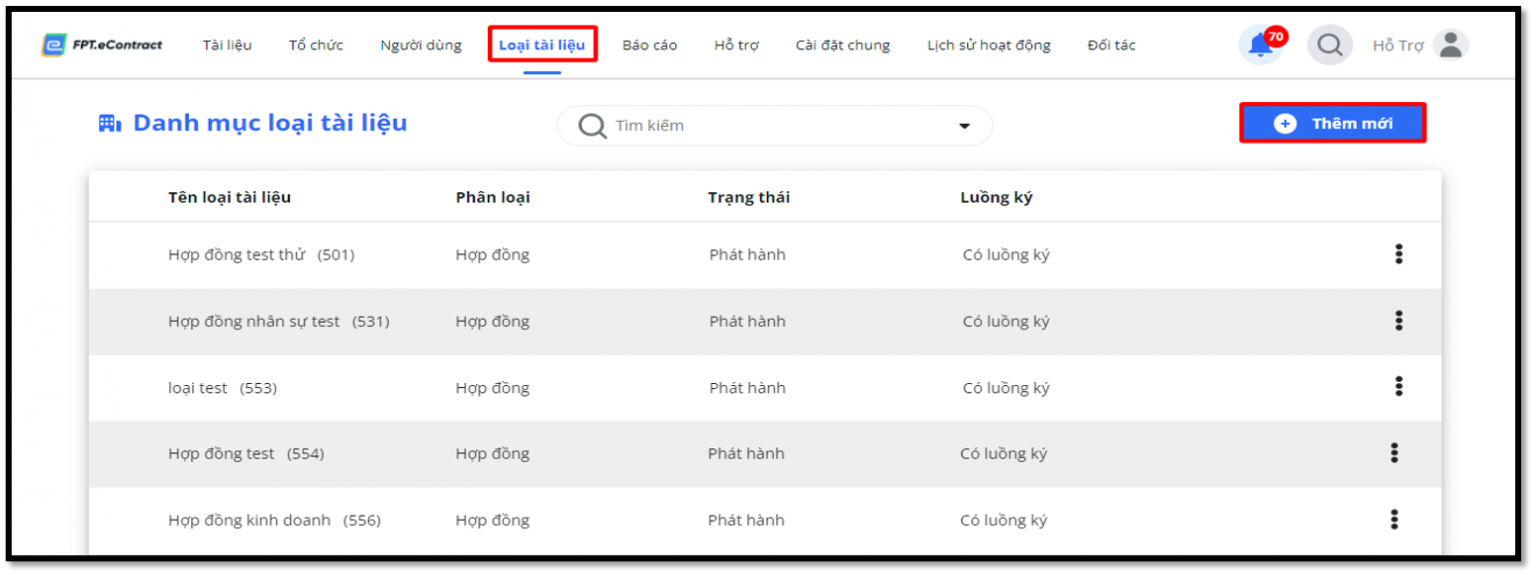 FPT.eContract Tài liệu Tổ chức Người dùng Loại tài liệu Báo cáo Hỗ trợ Cài đặt chung Lịch sử hoạt động Đối tác 70 Hỗ Trợ
Danh mục loại tài liệu Tìm kiếm Thêm mới
Tên loại tài liệu Phân loại Trạng thái Luồng ký
Hợp đồng test thử (501) Hợp đồng Phát hành Có luồng ký
Hợp đồng nhân sự test (531) Hợp đồng Phát hành Có luồng ký
loại test (553) Hợp đồng Phát hành Có luồng ký
Hợp đồng test (554) Hợp đồng Phát hành Có luồng ký
Hợp đồng kinh doanh (556) Hợp đồng Phát hành Có luồng ký